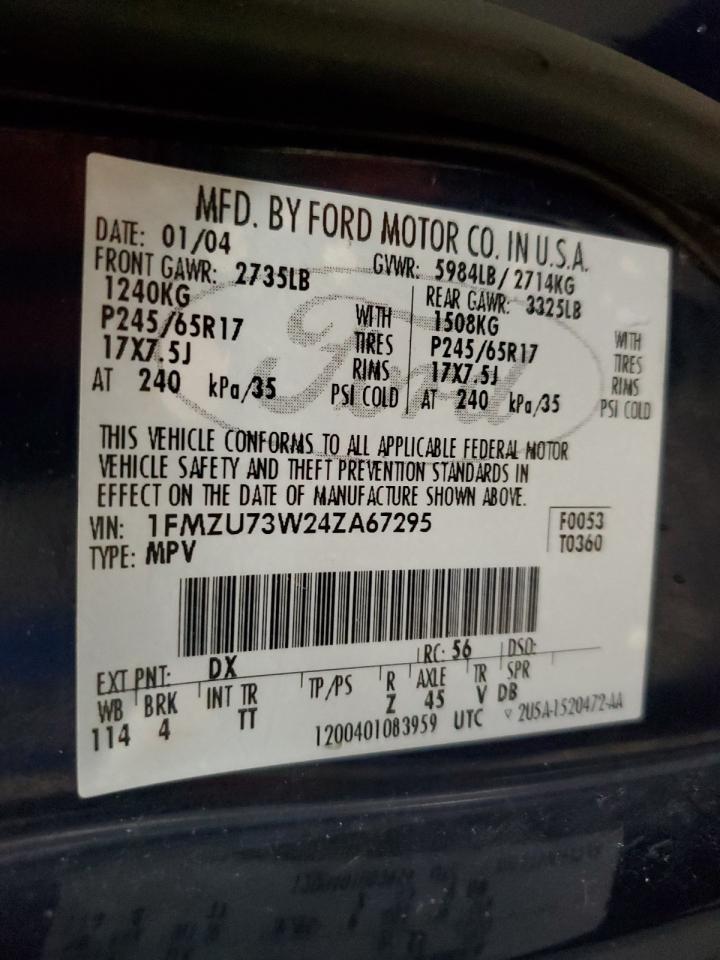 MFD. BY FORD MOTOR CO. IN U.S.A.
DATE: 01/04 GVWR: 5984LB/ 2714KG
FRONT GAWR: 2735LB REAR GAWR: 3325LB
1240KG WITH 1508KG WITH
P245/65R17 TIRES P245/65R17 TIRES
17X7.5J RIMS 17X7.5J RIMS
AT 240 kPa/35 PSI COLD AT 240 kPa/35 PSI COLD
Ford
THIS VEHICLE CONFORMS TO ALL APPLICABLE FEDERAL MOTOR
VEHICLE SAFETY AND THEFT PREVENTION STANDARDS IN
EFFECT ON THE DATE OF MANUFACTURE SHOWN ABOVE.
VIN: 1FMZU73W24ZA67295 F0053
TYPE: MPV T0360
EXT PNT: DX RC: 56 DSO:
WB BRK INT TR TP/PS R AXLE TR SPR
114 4 TT Z 45 V DB
1200401083959 UTC ▽ 2U5A-1520472-AA